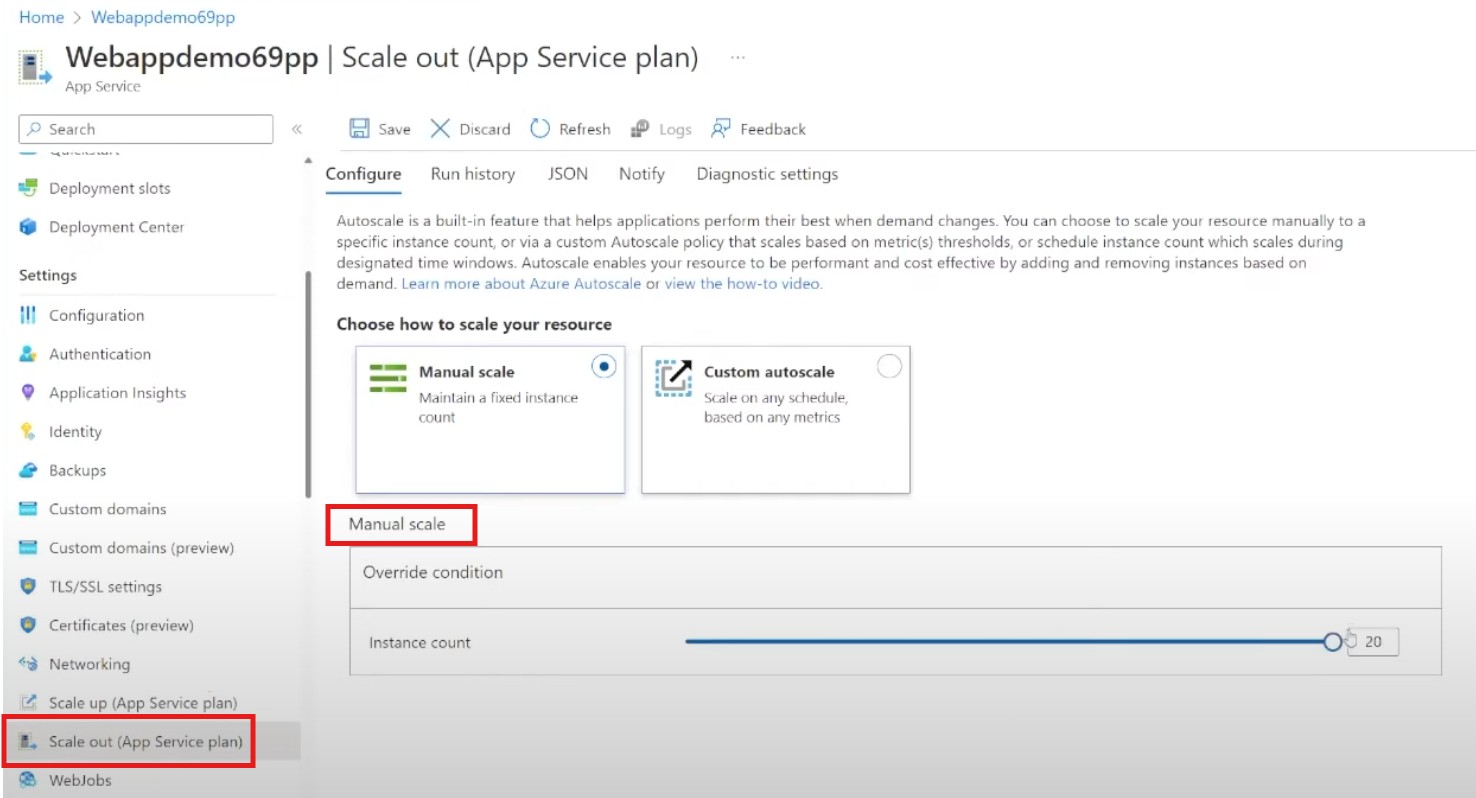 Home > Webappdemo69pp
Webappdemo69pp | Scale out (App Service plan) ...
App Service
Search
«
Save
Discard
Refresh
Logs
Feedback
Quickstart
Deployment slots
Deployment Center
Settings
Configuration
Authentication
Application Insights
Identity
Backups
Custom domains
Custom domains (preview)
TLS/SSL settings
Certificates (preview)
Networking
Scale up (App Service plan)
Scale out (App Service plan)
WebJobs
Configure
Run history
JSON
Notify
Diagnostic settings
Autoscale is a built-in feature that helps applications perform their best when demand changes. You can choose to scale your resource manually to a
specific instance count, or via a custom Autoscale policy that scales based on metric(s) thresholds, or schedule instance count which scales during
designated time windows. Autoscale enables your resource to be performant and cost effective by adding and removing instances based on
demand. Learn more about Azure Autoscale or view the how-to video.
Choose how to scale your resource
Manual scale
Maintain a fixed instance
count
Custom autoscale
Scale on any schedule,
based on any metrics
Manual scale
Override condition
Instance count
20